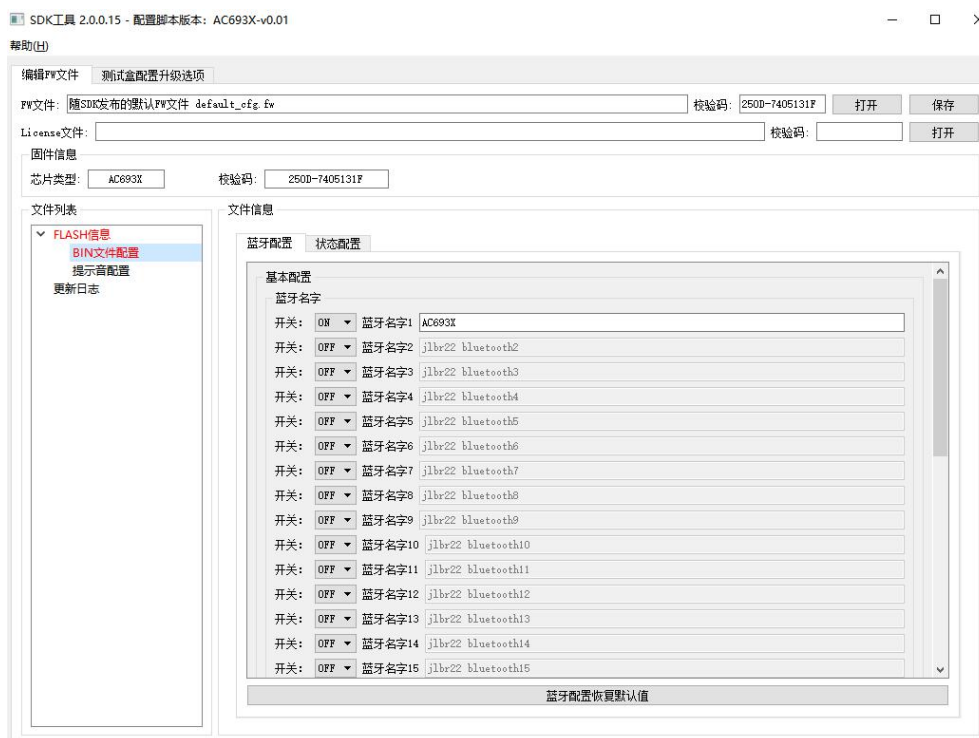 SDK工具 2.0.0.15 - 配置脚本版本：AC693X-v0.01
帮助(H)
编辑FW文件 测试盒配置升级选项
FW文件: 随SDK发布的默认FW文件 default_cfg.fw 校验码: 250D-7405131F 打开 保存
License文件: 校验码: 打开
固件信息
芯片类型: AC693X 校验码: 250D-7405131F
文件列表
FLASH信息
BIN文件配置
提示音配置
更新日志
文件信息
蓝牙配置 状态配置
基本配置
蓝牙名字
开关: ON 蓝牙名字1 AC693X
开关: OFF 蓝牙名字2 jlbr22 bluetooth2
开关: OFF 蓝牙名字3 jlbr22 bluetooth3
开关: OFF 蓝牙名字4 jlbr22 bluetooth4
开关: OFF 蓝牙名字5 jlbr22 bluetooth5
开关: OFF 蓝牙名字6 jlbr22 bluetooth6
开关: OFF 蓝牙名字7 jlbr22 bluetooth7
开关: OFF 蓝牙名字8 jlbr22 bluetooth8
开关: OFF 蓝牙名字9 jlbr22 bluetooth9
开关: OFF 蓝牙名字10 jlbr22 bluetooth10
开关: OFF 蓝牙名字11 jlbr22 bluetooth11
开关: OFF 蓝牙名字12 jlbr22 bluetooth12
开关: OFF 蓝牙名字13 jlbr22 bluetooth13
开关: OFF 蓝牙名字14 jlbr22 bluetooth14
开关: OFF 蓝牙名字15 jlbr22 bluetooth15
蓝牙配置恢复默认值